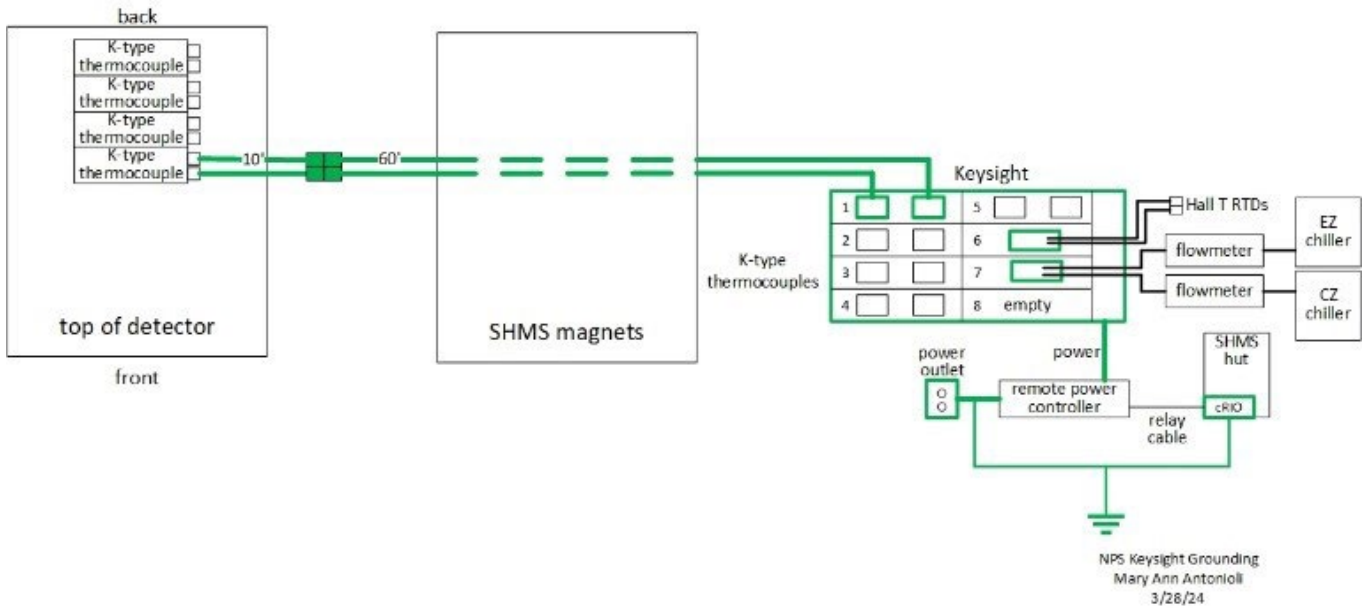 back
K-type
thermocouple
K-type
thermocouple
K-type
thermocouple
K-type
thermocouple
10'
60'
top of detector
front
SHMS magnets
Keysight
K-type
thermocouples
1
2
3
4
5
6
7
8 empty
Hall T RTDs
flowmeter
flowmeter
EZ
chiller
CZ
chiller
power
outlet
power
remote power
controller
relay
cable
SHMS
hut
cRIO
NPS Keysight Grounding
Mary Ann Antonioli
3/28/24